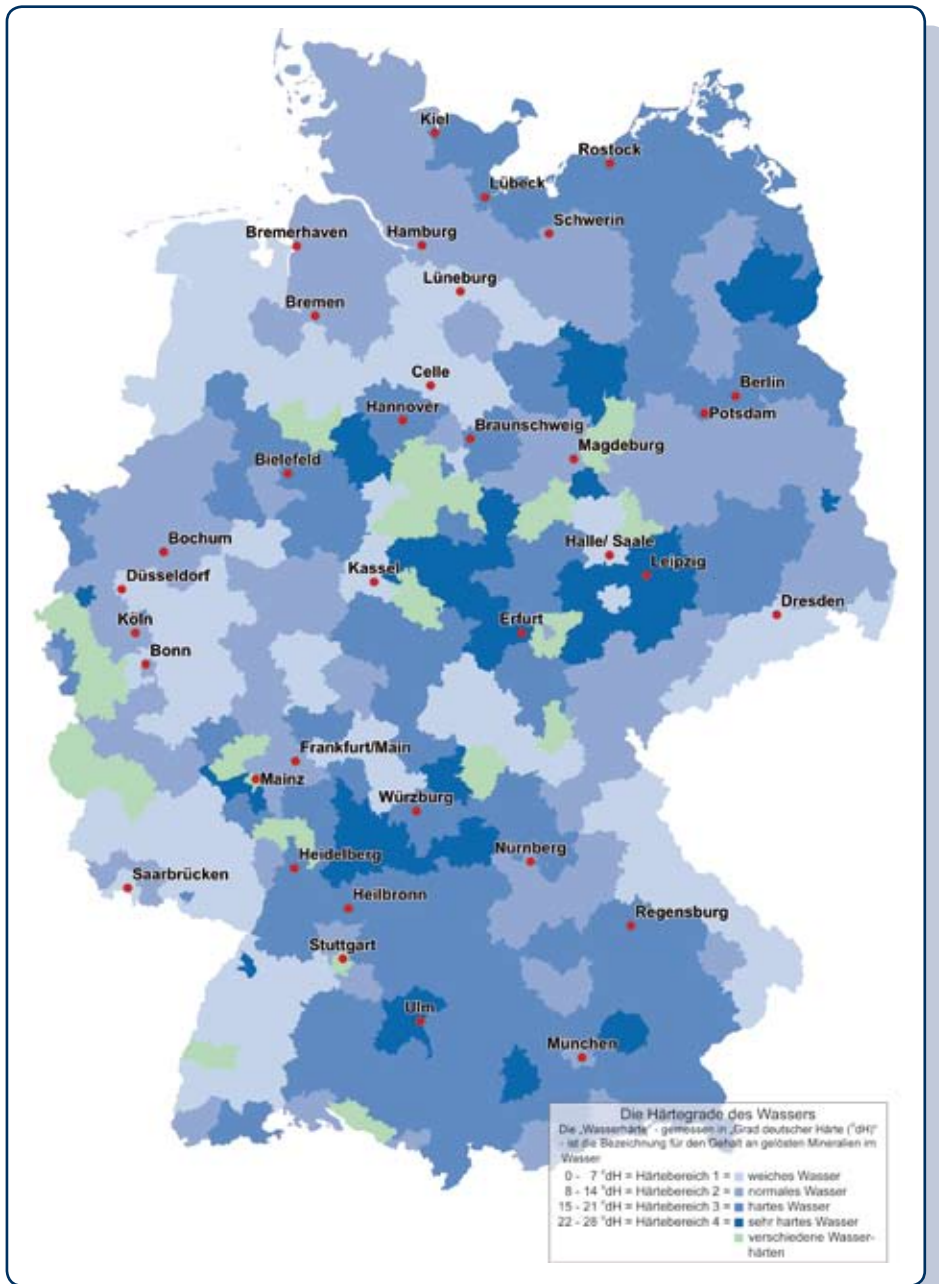 Kiel
Rostock
Lübeck
Schwerin
Bremerhaven
Hamburg
Lüneburg
Bremen
Celle
Berlin
Hannover
Potsdam
Braunschweig
Magdeburg
Bielefeld
Bochum
Halle/ Saale
Leipzig
Kassel
Düsseldorf
Dresden
Köln
Erfurt
Bonn
Frankfurt/Main
Mainz
Würzburg
Nürnberg
Heidelberg
Saarbrücken
Heilbronn
Regensburg
Stuttgart
Ulm
München
Die Härtegrade des Wassers
Die „Wasserhärte" - gemessen in „Grad deutscher Härte (°dH)"
- ist die Bezeichnung für den Gehalt an gelösten Mineralien im
Wasser
0 - 7 °dH = Härtebereich 1 = weiches Wasser
8 - 14 °dH = Härtebereich 2 = normales Wasser
15 - 21 °dH = Härtebereich 3 = hartes Wasser
22 - 28 °dH = Härtebereich 4 = sehr hartes Wasser
verschiedene Wasser-
härten